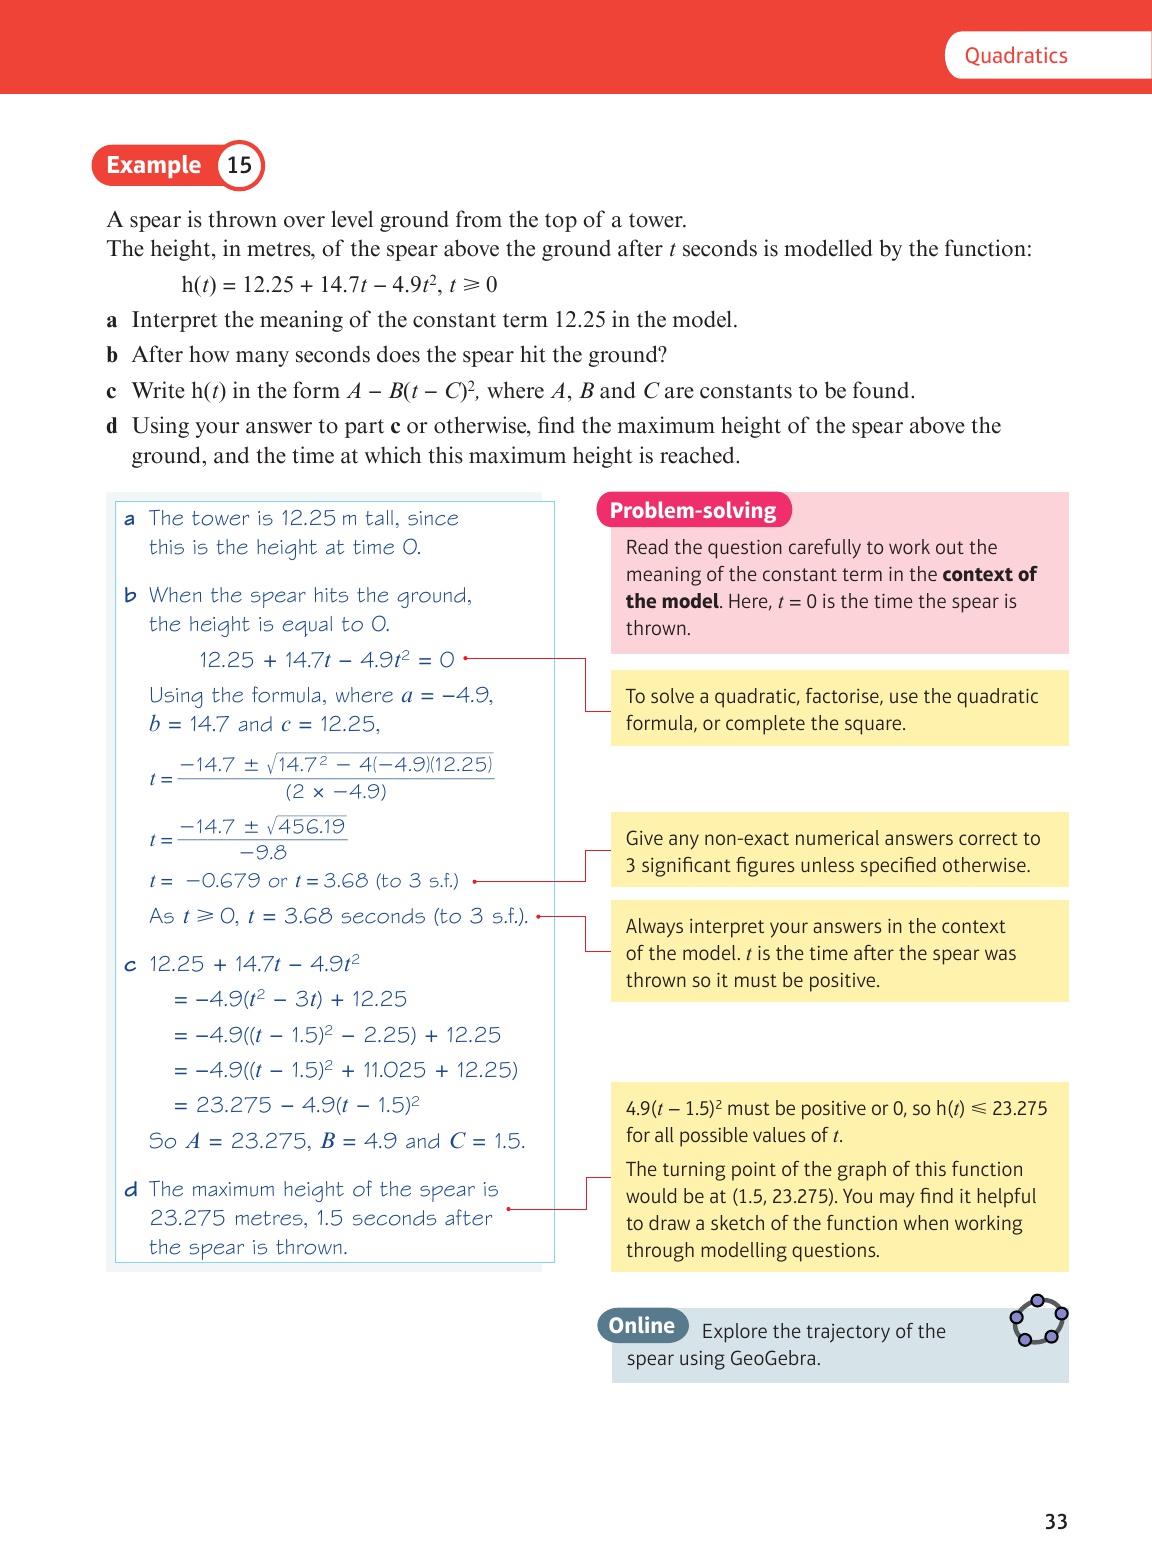 Quadratics
Example 15
A spear is thrown over level ground from the top of a tower.
The height, in metres, of the spear above the ground after t seconds is modelled by the function:
h(t) = 12.25 + 14.7t − 4.9t², t ⩾ 0
a Interpret the meaning of the constant term 12.25 in the model.
b After how many seconds does the spear hit the ground?
c Write h(t) in the form A − B(t − C)², where A, B and C are constants to be found.
d Using your answer to part c or otherwise, find the maximum height of the spear above the
ground, and the time at which this maximum height is reached.
a The tower is 12.25 m tall, since
this is the height at time 0.
b When the spear hits the ground,
the height is equal to 0.
12.25 + 14.7t − 4.9t² = 0
Using the formula, where a = −4.9,
b = 14.7 and c = 12.25,
t = (−14.7 ± √(14.7² − 4(−4.9)(12.25))) / (2 × −4.9)
t = (−14.7 ± √456.19) / −9.8
t = −0.679 or t = 3.68 (to 3 s.f.)
As t ⩾ 0, t = 3.68 seconds (to 3 s.f.).
c 12.25 + 14.7t − 4.9t²
= −4.9(t² − 3t) + 12.25
= −4.9((t − 1.5)² − 2.25) + 12.25
= −4.9((t − 1.5)² + 11.025 + 12.25)
= 23.275 − 4.9(t − 1.5)²
So A = 23.275, B = 4.9 and C = 1.5.
d The maximum height of the spear is
23.275 metres, 1.5 seconds after
the spear is thrown.
Problem-solving
Read the question carefully to work out the
meaning of the constant term in the context of
the model. Here, t = 0 is the time the spear is
thrown.
To solve a quadratic, factorise, use the quadratic
formula, or complete the square.
Give any non-exact numerical answers correct to
3 significant figures unless specified otherwise.
Always interpret your answers in the context
of the model. t is the time after the spear was
thrown so it must be positive.
4.9(t − 1.5)² must be positive or 0, so h(t) ⩽ 23.275
for all possible values of t.
The turning point of the graph of this function
would be at (1.5, 23.275). You may find it helpful
to draw a sketch of the function when working
through modelling questions.
Online Explore the trajectory of the
spear using GeoGebra.
33